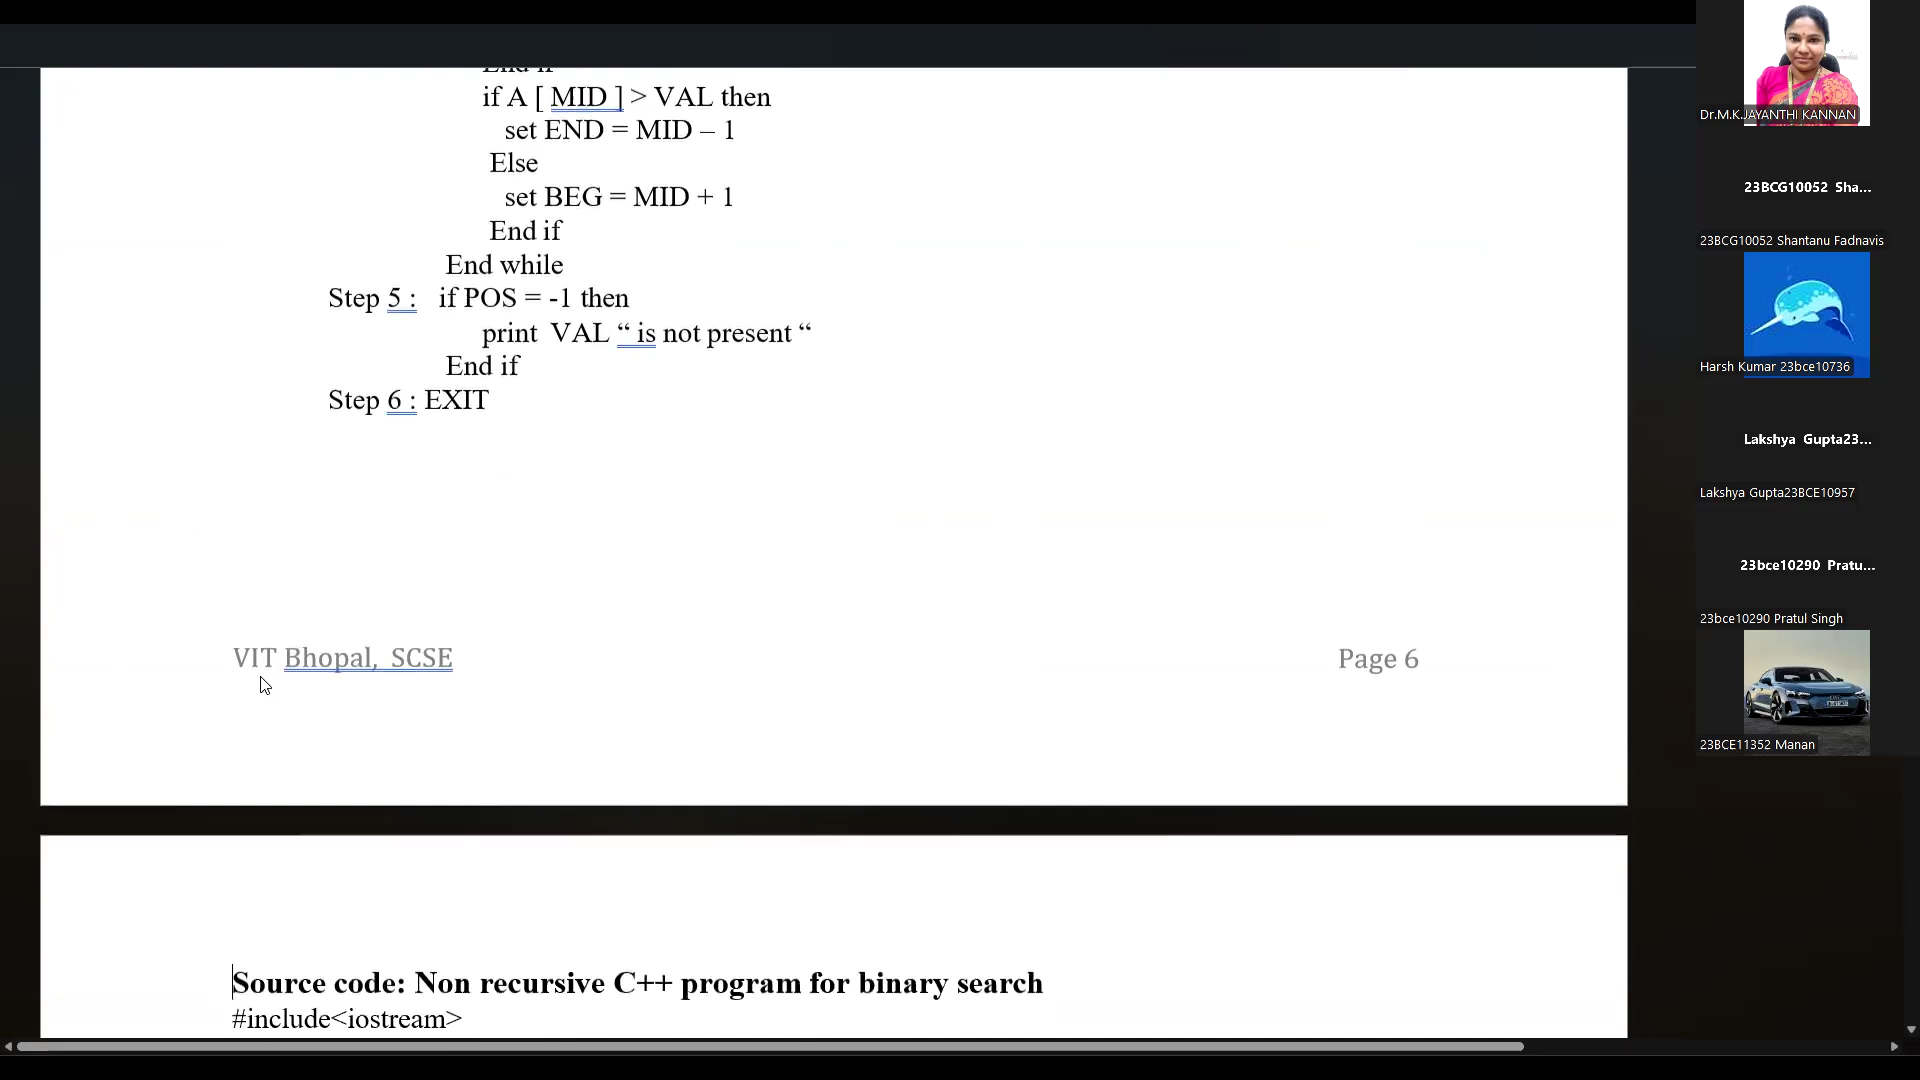 End if
if A [ MID ] > VAL then
set END = MID – 1
Else
set BEG = MID + 1
End if
End while
Step 5 : if POS = -1 then
print VAL “ is not present “
End if
Step 6 : EXIT
VIT Bhopal, SCSE
Page 6
Source code: Non recursive C++ program for binary search
#include<iostream>
Dr.M.K.JAYANTHI KANNAN
23BCG10052 Sha...
23BCG10052 Shantanu Fadnavis
Harsh Kumar 23bce10736
Lakshya Gupta23...
Lakshya Gupta23BCE10957
23bce10290 Pratu...
23bce10290 Pratul Singh
23BCE11352 Manan